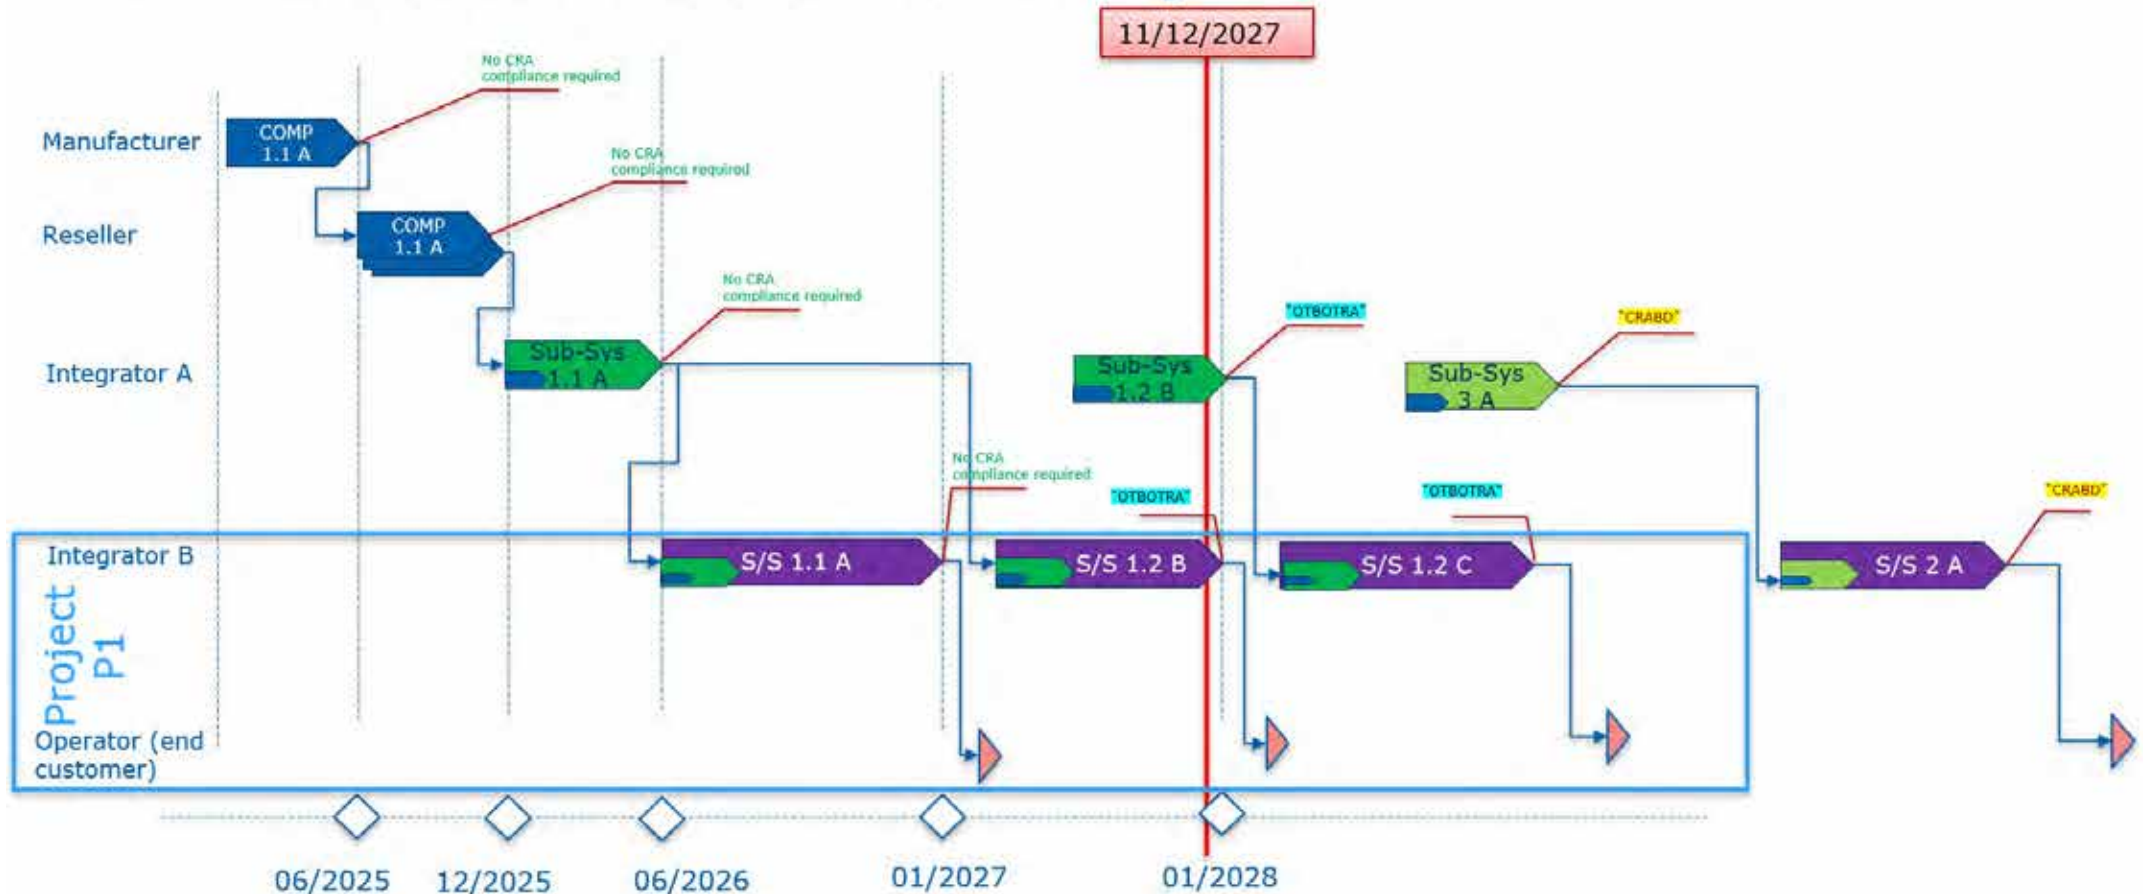 11/12/2027
No CRA
compliance required
Manufacturer
COMP
1.1 A
No CRA
compliance required
Reseller
COMP
1.1 A
No CRA
compliance required
"OTBOTRA"
"CRABD"
Integrator A
Sub-Sys
1.1 A
Sub-Sys
1.2 B
Sub-Sys
3 A
No CRA
compliance required
"OTBOTRA"
"OTBOTRA"
"CRABD"
Integrator B
S/S 1.1 A
S/S 1.2 B
S/S 1.2 C
S/S 2 A
Project
P1
Operator (end
customer)
06/2025
12/2025
06/2026
01/2027
01/2028